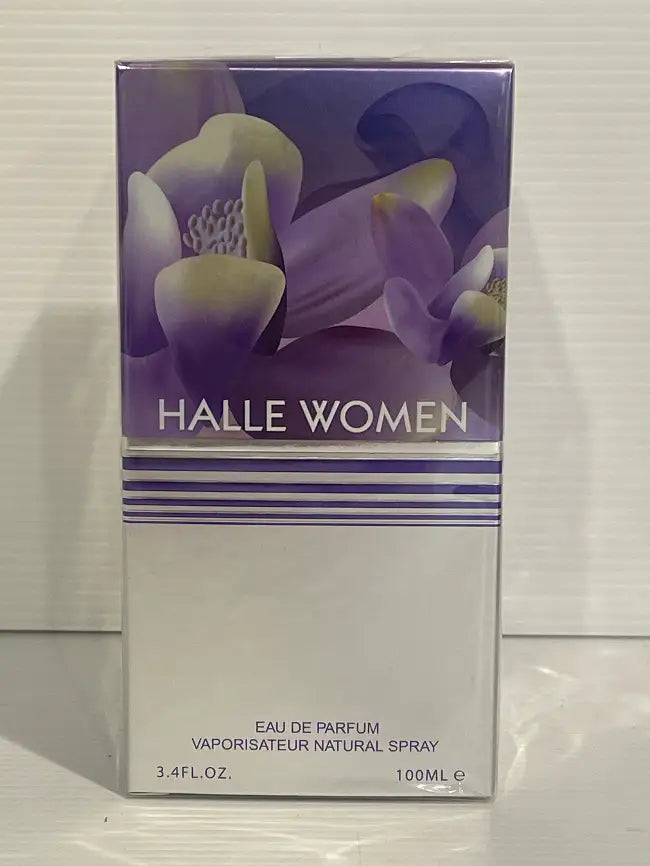 HALLE WOMEN
EAU DE PARFUM
VAPORISATEUR NATURAL SPRAY
3.4FL.OZ. 100ML ℮